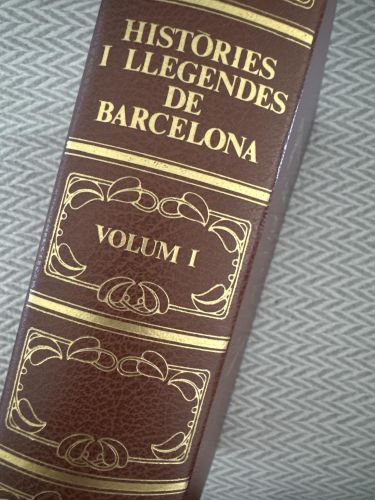 HISTÒRIES
I LLEGENDES
DE
BARCELONA
VOLUM I